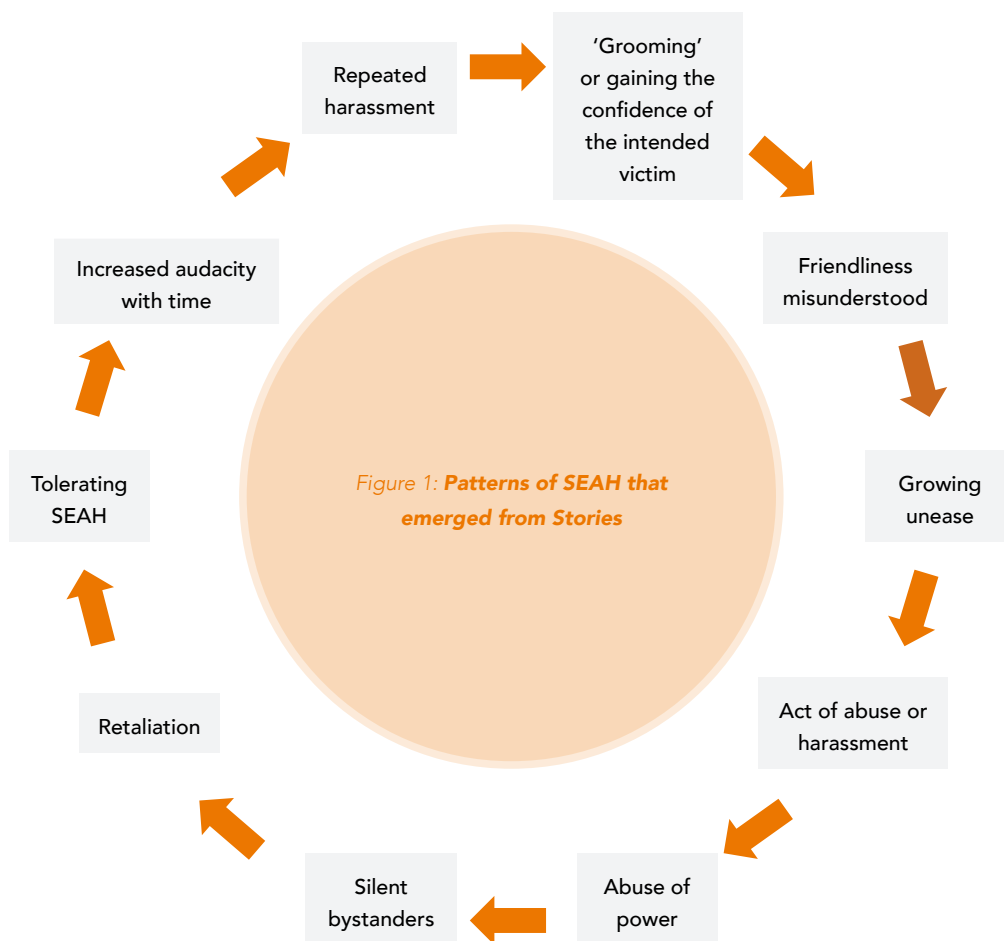 Repeated
harassment
‘Grooming’
or gaining the
confidence of
the intended
victim
Friendliness
misunderstood
Growing
unease
Act of abuse or
harassment
Abuse of
power
Silent
bystanders
Retaliation
Tolerating
SEAH
Increased audacity
with time
Figure 1: Patterns of SEAH that
emerged from Stories